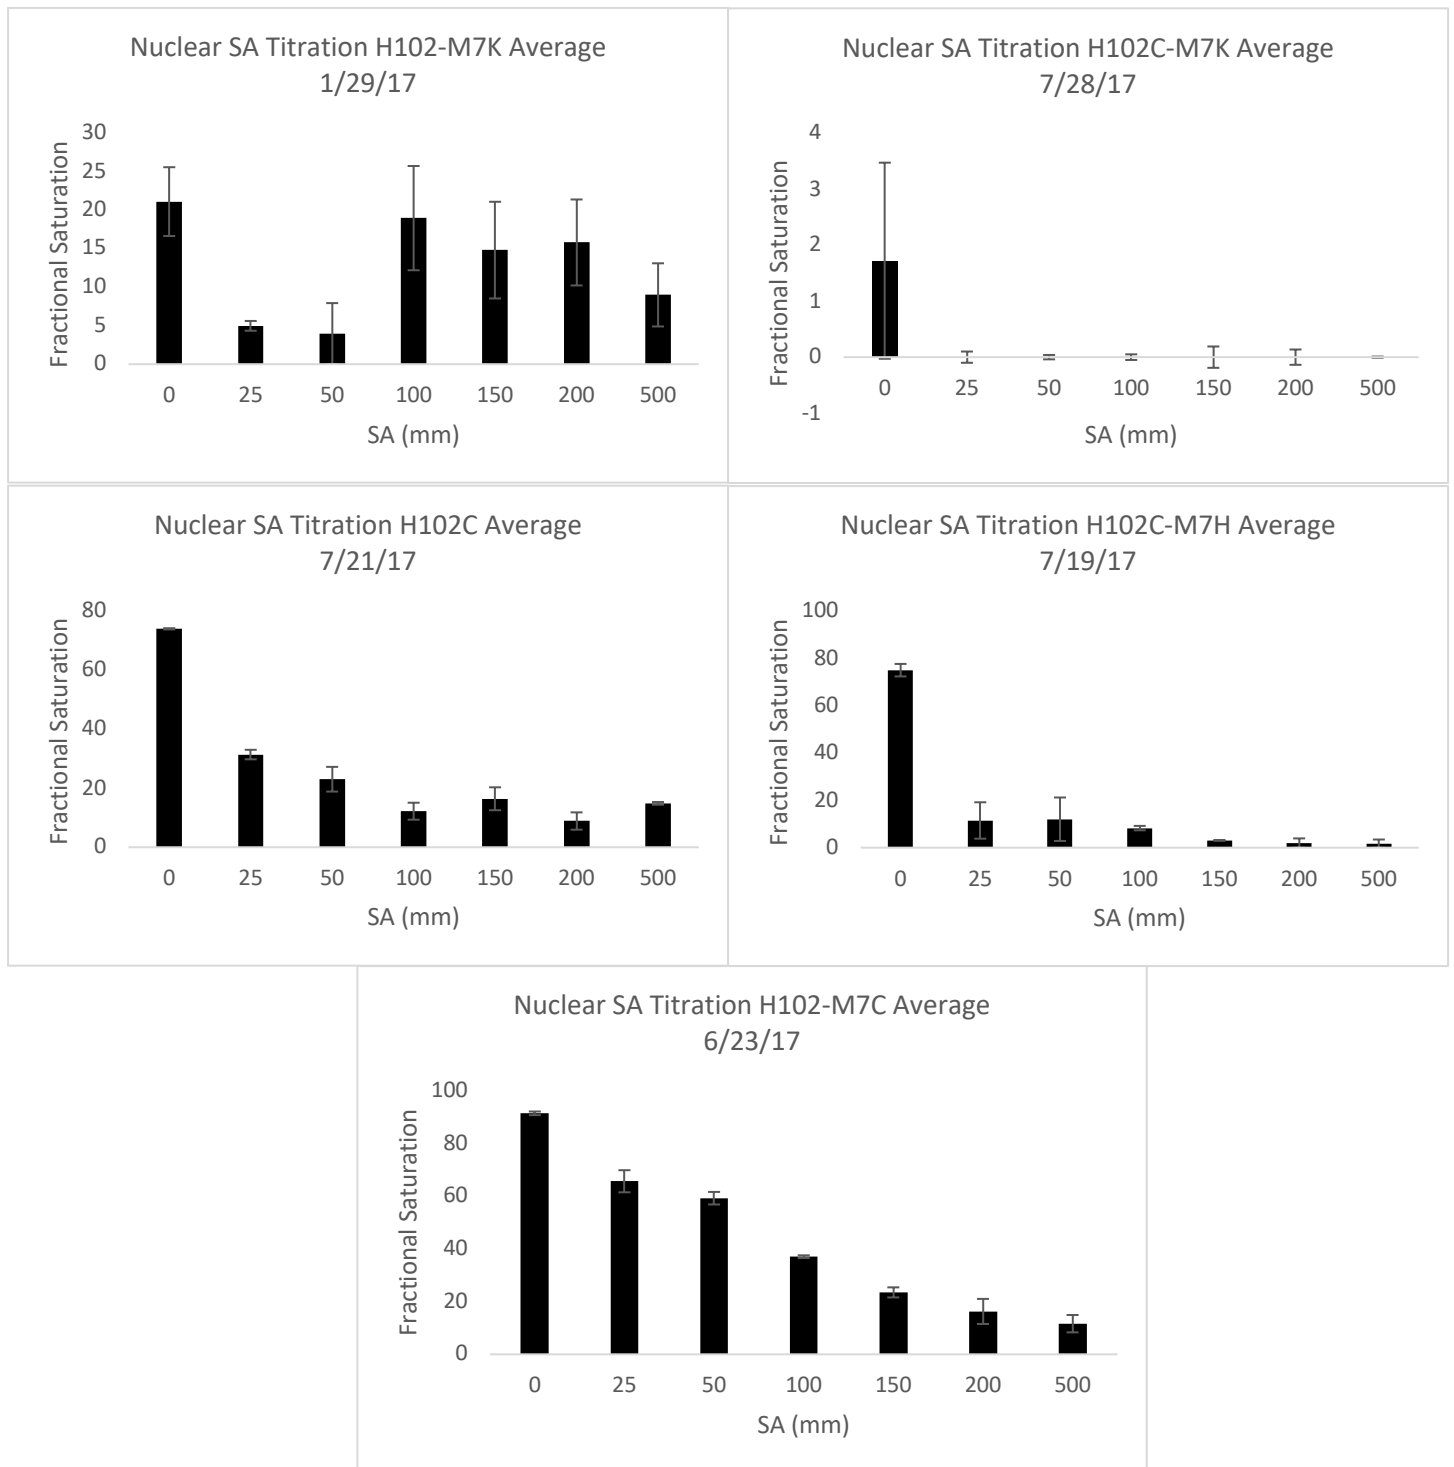 Nuclear SA Titration H102-M7K Average
1/29/17
Fractional Saturation
30
25
20
15
10
5
0
0 25 50 100 150 200 500
SA (mm)
Nuclear SA Titration H102C-M7K Average
7/28/17
Fractional Saturation
4
3
2
1
0
-1
0 25 50 100 150 200 500
SA (mm)
Nuclear SA Titration H102C Average
7/21/17
Fractional Saturation
80
60
40
20
0
0 25 50 100 150 200 500
SA (mm)
Nuclear SA Titration H102C-M7H Average
7/19/17
Fractional Saturation
100
80
60
40
20
0
0 25 50 100 150 200 500
SA (mm)
Nuclear SA Titration H102-M7C Average
6/23/17
Fractional Saturation
100
80
60
40
20
0
0 25 50 100 150 200 500
SA (mm)